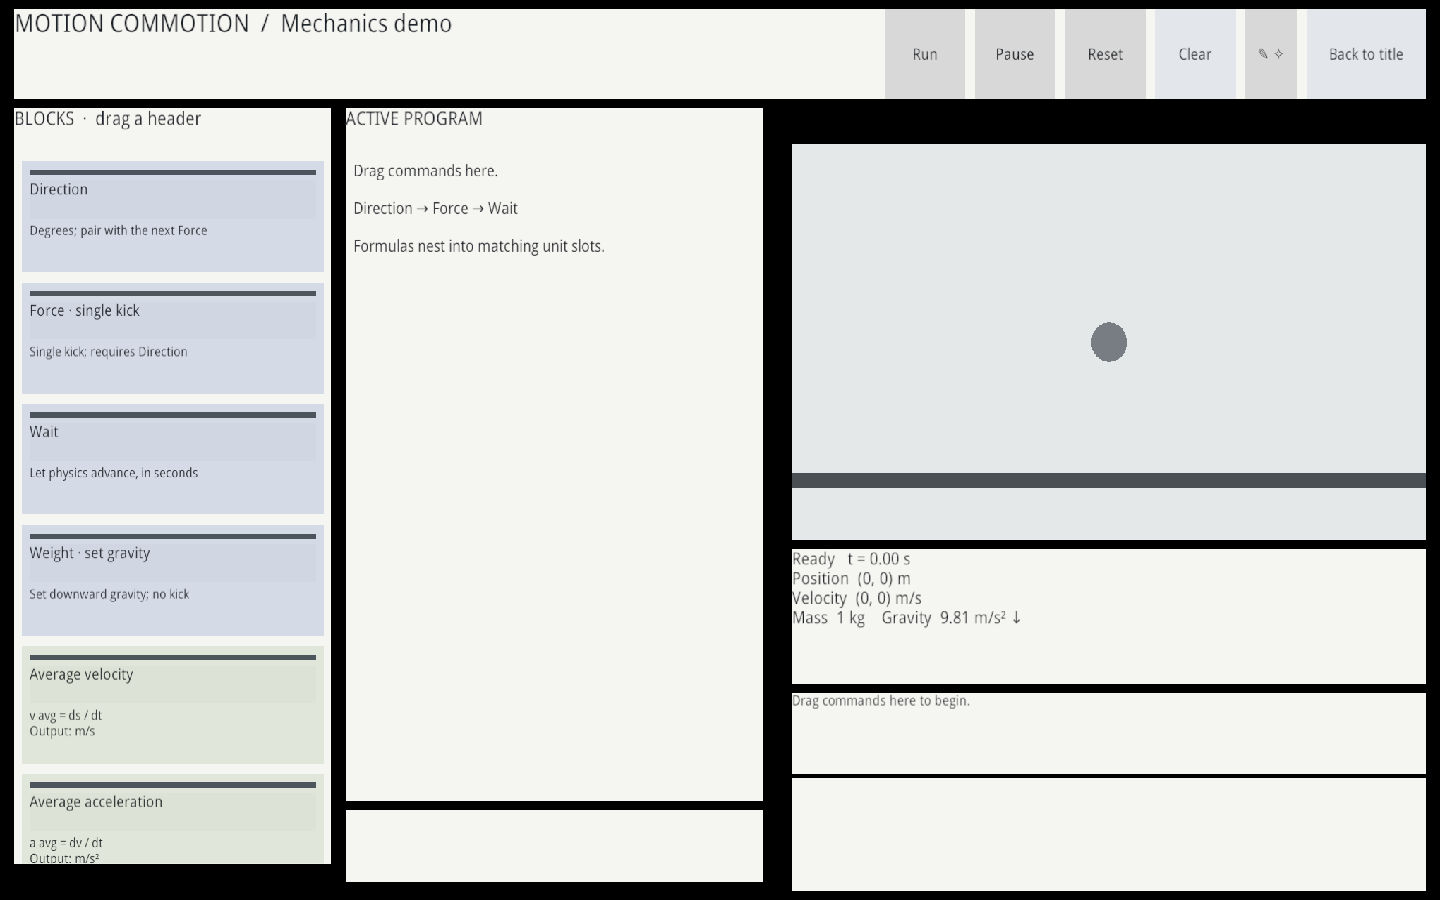 MOTION COMMOTION / Mechanics demo
Run
Pause
Reset
Clear
✎ ✧
Back to title
BLOCKS · drag a header
Direction
Degrees; pair with the next Force
Force · single kick
Single kick; requires Direction
Wait
Let physics advance, in seconds
Weight · set gravity
Set downward gravity; no kick
Average velocity
v avg = ds / dt
Output: m/s
Average acceleration
a avg = dv / dt
Output: m/s²
ACTIVE PROGRAM
Drag commands here.
Direction → Force → Wait
Formulas nest into matching unit slots.
Ready t = 0.00 s
Position (0, 0) m
Velocity (0, 0) m/s
Mass 1 kg Gravity 9.81 m/s² ↓
Drag commands here to begin.